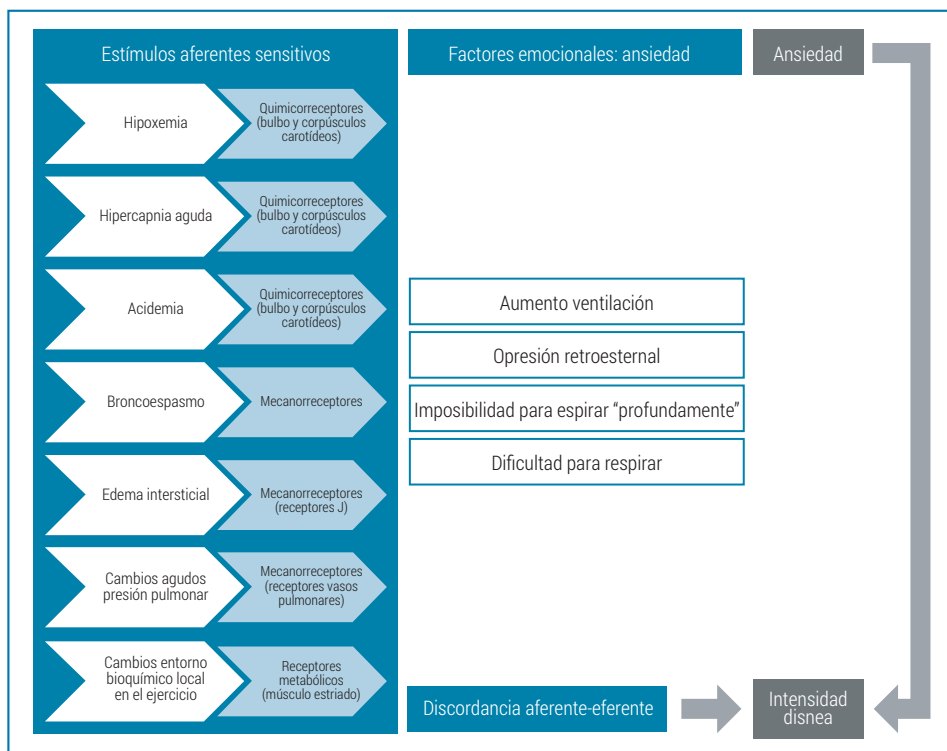 Estímulos aferentes sensitivos
Factores emocionales: ansiedad
Ansiedad
Hipoxemia
Quimicorreceptores
(bulbo y corpúsculos
carotídeos)
Hipercapnia aguda
Quimicorreceptores
(bulbo y corpúsculos
carotídeos)
Acidemia
Quimicorreceptores
(bulbo y corpúsculos
carotídeos)
Broncoespasmo
Mecanorreceptores
Edema intersticial
Mecanorreceptores
(receptores J)
Cambios agudos
presión pulmonar
Mecanorreceptores
(receptores vasos
pulmonares)
Cambios entorno
bioquímico local
en el ejercicio
Receptores
metabólicos
(músculo estriado)
Aumento ventilación
Opresión retroesternal
Imposibilidad para espirar “profundamente”
Dificultad para respirar
Discordancia aferente-eferente
Intensidad
disnea